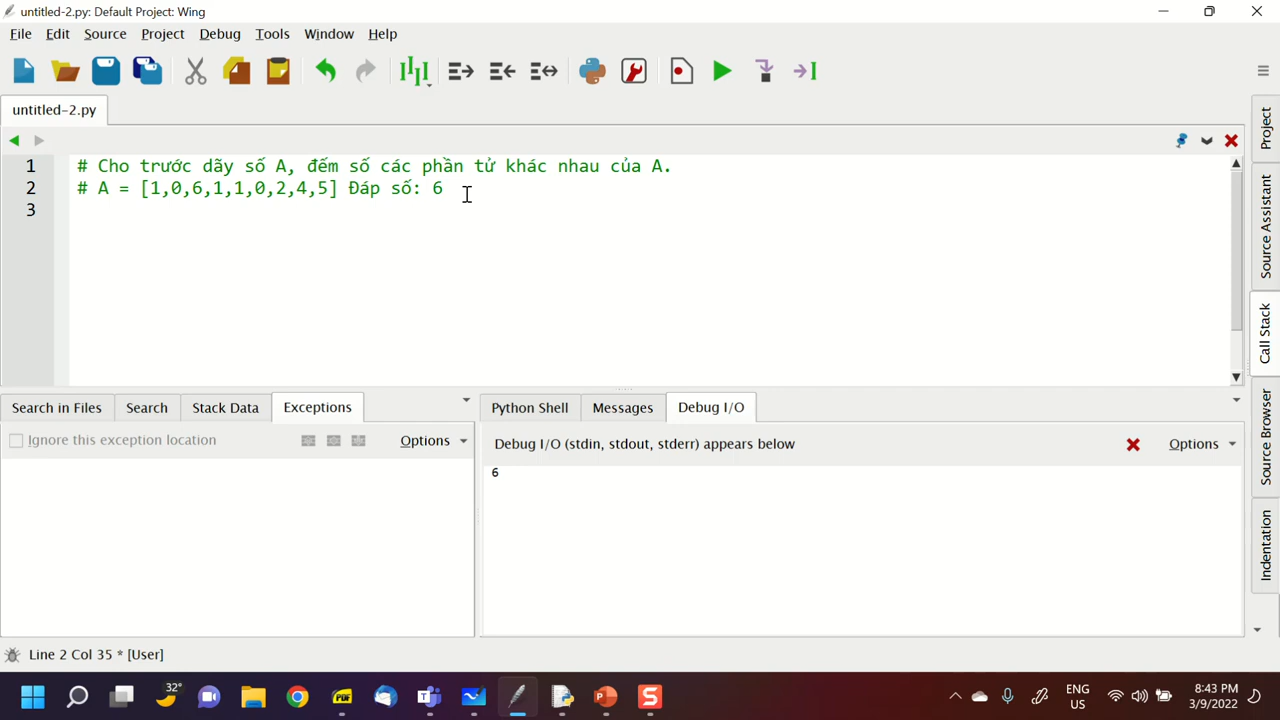 untitled-2.py: Default Project: Wing
File Edit Source Project Debug Tools Window Help
untitled-2.py
1 # Cho trước dãy số A, đếm số các phần tử khác nhau của A.
2 # A = [1,0,6,1,1,0,2,4,5] Đáp số: 6
3
Project
Source Assistant
Call Stack
Source Browser
Indentation
Search in Files Search Stack Data Exceptions
Ignore this exception location Options
Python Shell Messages Debug I/O
Debug I/O (stdin, stdout, stderr) appears below Options
6
Line 2 Col 35 * [User]
32°
PDF
ENG
US
8:43 PM
3/9/2022